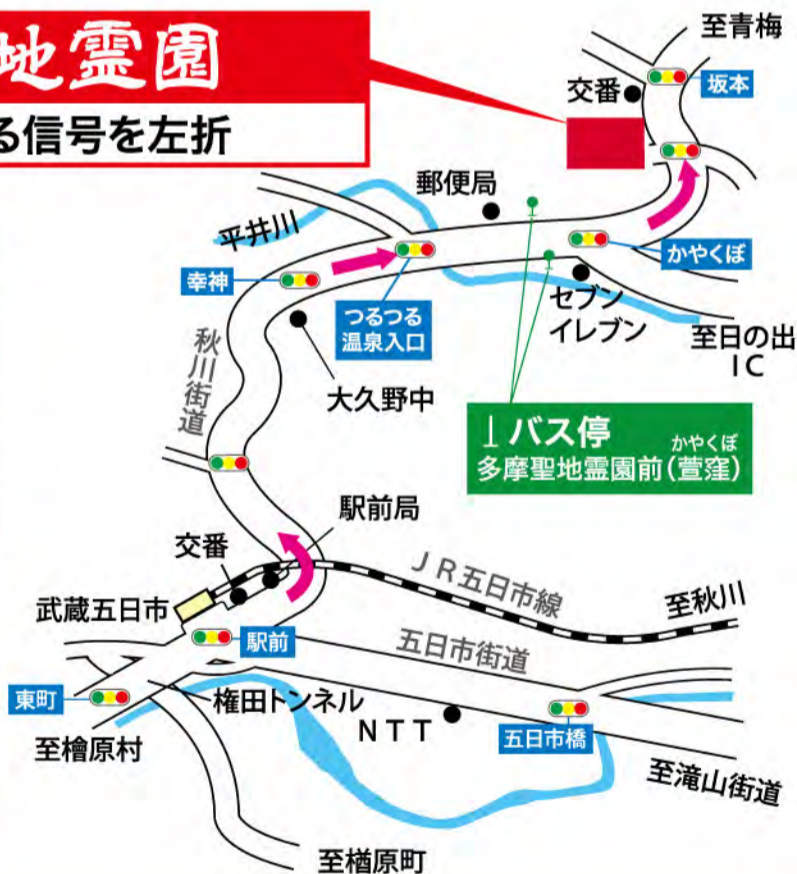 地霊園
る信号を左折
至青梅
交番
坂本
郵便局
平井川
かやくぼ
幸神
つるつる
温泉入口
セブン
イレブン
至日の出
IC
秋川街道
大久野中
バス停
かやくぼ
多摩聖地霊園前(萱窪)
駅前局
交番
JR五日市線
武蔵五日市
至秋川
駅前
五日市街道
東町
権田トンネル
NTT
五日市橋
至檜原村
至滝山街道
至楢原町